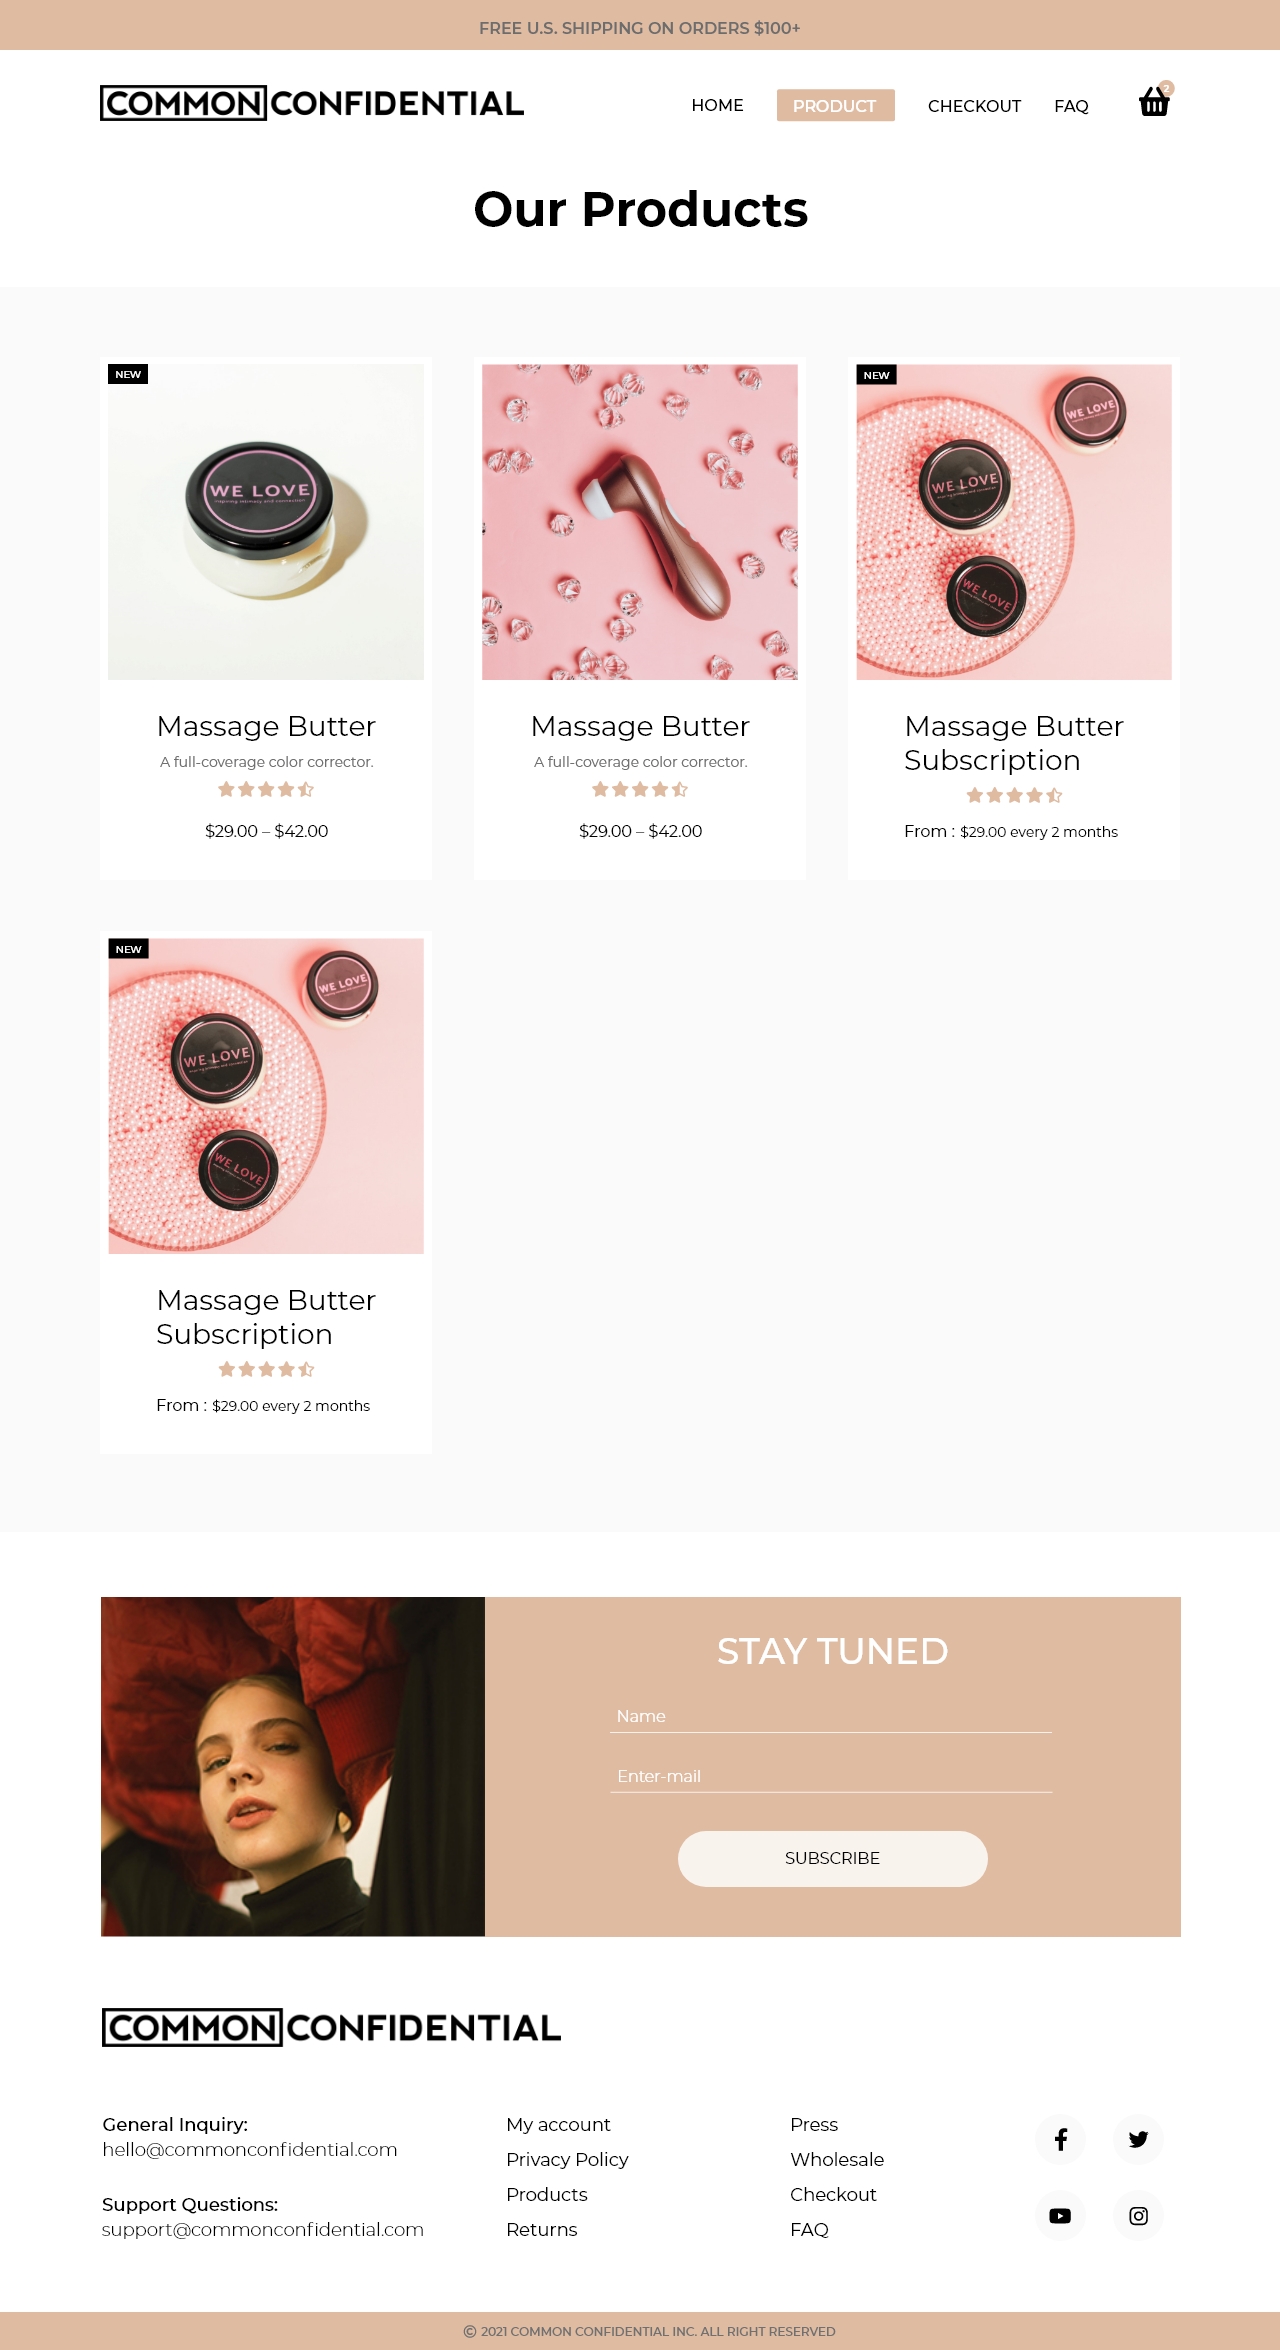 FREE U.S. SHIPPING ON ORDERS $100+
COMMON CONFIDENTIAL
HOME
PRODUCT
CHECKOUT
FAQ
2
Our Products
NEW
WE LOVE
inspiring intimacy and connection
Massage Butter
A full-coverage color corrector.
$29.00 – $42.00
Massage Butter
A full-coverage color corrector.
$29.00 – $42.00
NEW
WE LOVE
WE LOVE
WE LOVE
Massage Butter
Subscription
From : $29.00 every 2 months
NEW
WE LOVE
WE LOVE
WE LOVE
Massage Butter
Subscription
From : $29.00 every 2 months
STAY TUNED
Name
Enter-mail
SUBSCRIBE
COMMON CONFIDENTIAL
General Inquiry:
hello@commonconfidential.com
Support Questions:
support@commonconfidential.com
My account
Privacy Policy
Products
Returns
Press
Wholesale
Checkout
FAQ
© 2021 COMMON CONFIDENTIAL INC. ALL RIGHT RESERVED